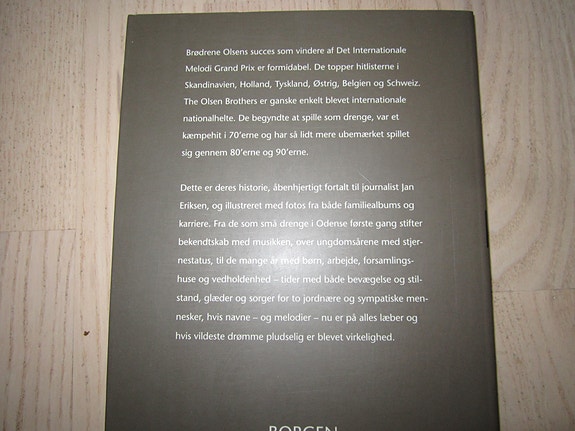 Brødrene Olsens succes som vindere af Det Internationale
Melodi Grand Prix er formidabel. De topper hitlisterne i
Skandinavien, Holland, Tyskland, Østrig, Belgien og Schweiz.
The Olsen Brothers er ganske enkelt blevet internationale
nationalhelte. De begyndte at spille som drenge, var et
kæmpehit i 70'erne og har så lidt mere ubemærket spillet
sig gennem 80'erne og 90'erne.
Dette er deres historie, åbenhjertigt fortalt til journalist Jan
Eriksen, og illustreret med fotos fra både familiealbums og
karriere. Fra de som små drenge i Odense første gang stifter
bekendtskab med musikken, over ungdomsårene med stjer-
nestatus, til de mange år med børn, arbejde, forsamlings-
huse og vedholdenhed – tider med både bevægelse og stil-
stand, glæder og sorger for to jordnære og sympatiske men-
nesker, hvis navne – og melodier – nu er på alles læber og
hvis vildeste drømme pludselig er blevet virkelighed.
BORGEN